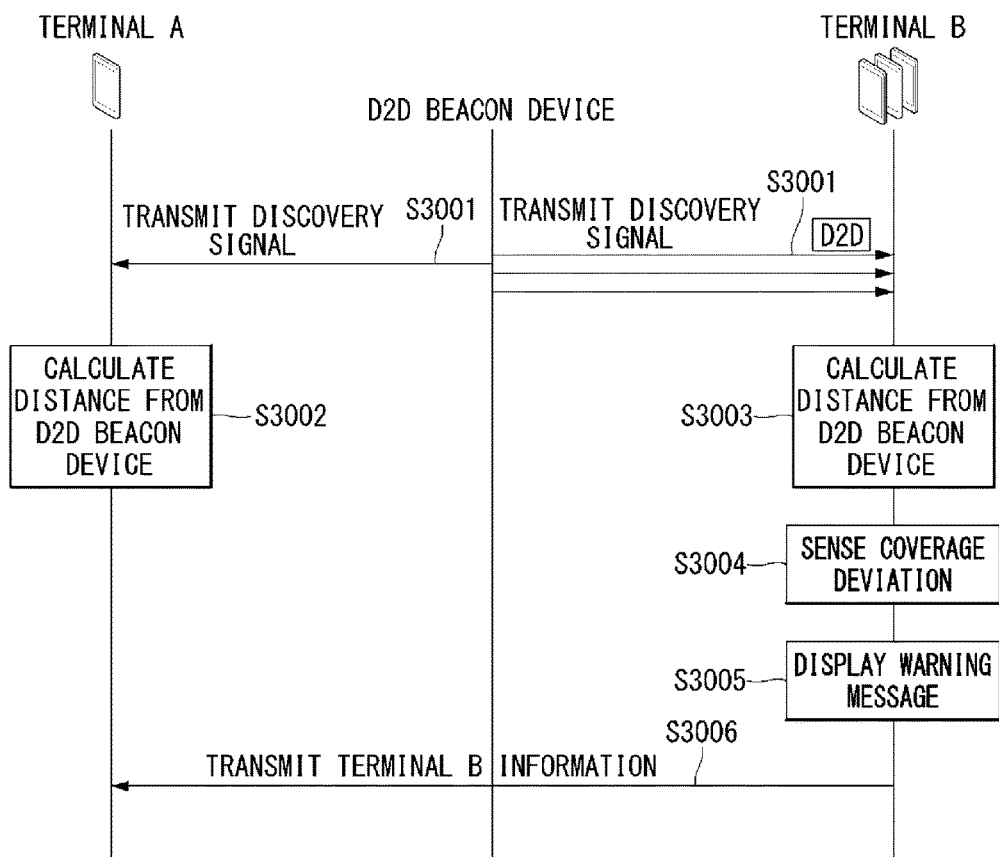 TERMINAL A
TERMINAL B
D2D BEACON DEVICE
TRANSMIT DISCOVERY
SIGNAL
S3001
TRANSMIT DISCOVERY
SIGNAL
S3001
D2D
CALCULATE
DISTANCE FROM
D2D BEACON
DEVICE
S3002
S3003
CALCULATE
DISTANCE FROM
D2D BEACON
DEVICE
S3004
SENSE COVERAGE
DEVIATION
S3005
DISPLAY WARNING
MESSAGE
S3006
TRANSMIT TERMINAL B INFORMATION